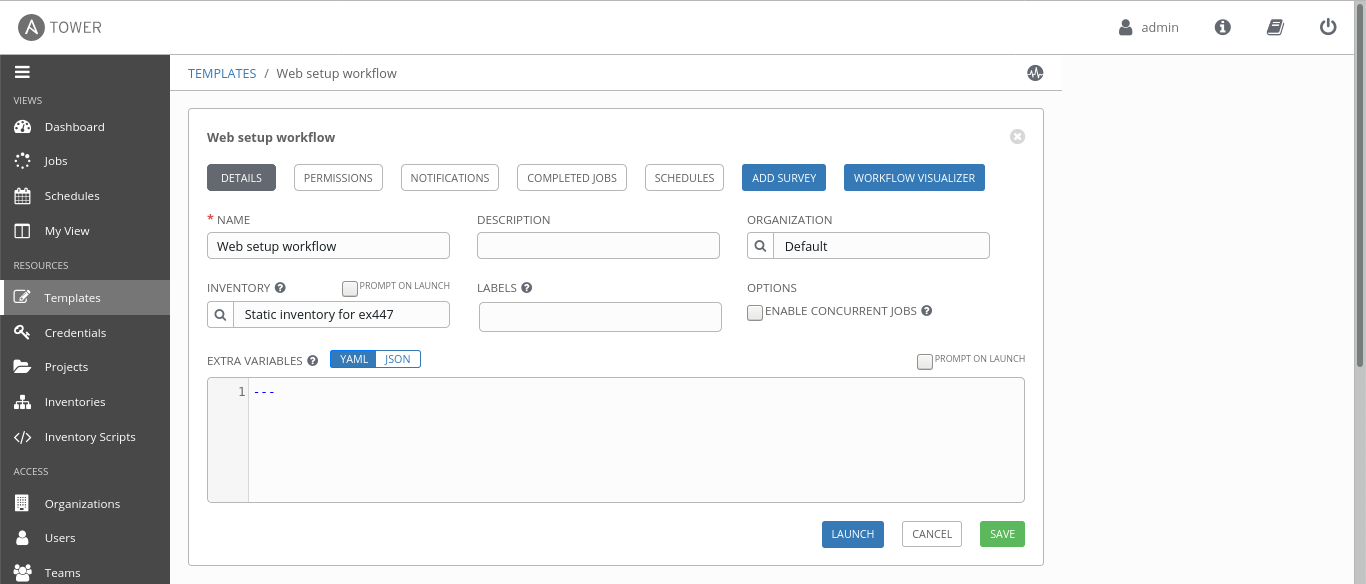 A TOWER
admin
VIEWS
Dashboard
Jobs
Schedules
My View
RESOURCES
Templates
Credentials
Projects
Inventories
Inventory Scripts
ACCESS
Organizations
Users
Teams
TEMPLATES / Web setup workflow
Web setup workflow
DETAILS PERMISSIONS NOTIFICATIONS COMPLETED JOBS SCHEDULES ADD SURVEY WORKFLOW VISUALIZER
* NAME DESCRIPTION ORGANIZATION
Web setup workflow Default
INVENTORY ? PROMPT ON LAUNCH LABELS ? OPTIONS
Static inventory for ex447 ENABLE CONCURRENT JOBS ?
EXTRA VARIABLES ? YAML JSON PROMPT ON LAUNCH
1 ---
LAUNCH CANCEL SAVE